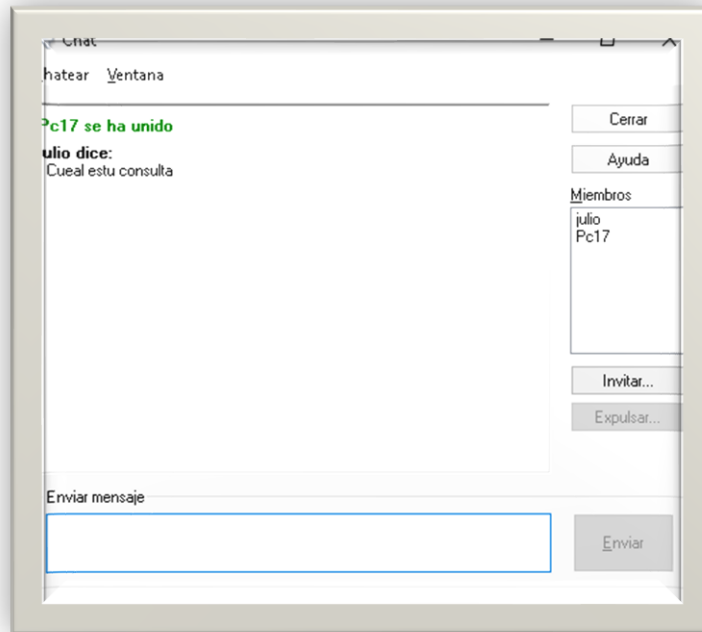 Chat
hatear Ventana
Pc17 se ha unido
ulio dice:
Cueal estu consulta
Cerrar
Ayuda
Miembros
julio
Pc17
Invitar...
Expulsar...
Enviar mensaje
Enviar